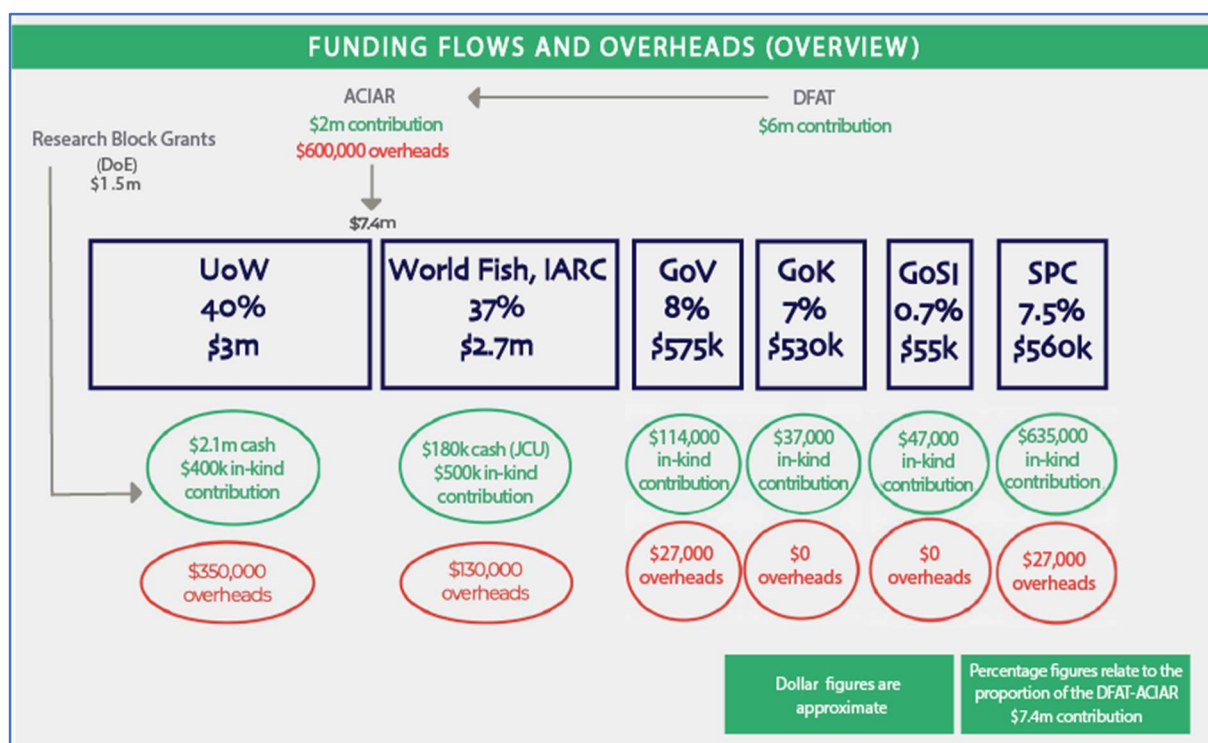 FUNDING FLOWS AND OVERHEADS (OVERVIEW)
ACIAR
$2m contribution
$600,000 overheads
DFAT
$6m contribution
Research Block Grants
(DoE)
$1.5m
$7.4m
UoW
40%
$3m
World Fish, IARC
37%
$2.7m
GoV
8%
$575k
GoK
7%
$530k
GoSI
0.7%
$55k
SPC
7.5%
$560k
$2.1m cash
$400k in-kind
contribution
$180k cash (JCU)
$500k in-kind
contribution
$114,000
in-kind
contribution
$37,000
in-kind
contribution
$47,000
in-kind
contribution
$635,000
in-kind
contribution
$350,000
overheads
$130,000
overheads
$27,000
overheads
$0
overheads
$0
overheads
$27,000
overheads
Dollar figures are
approximate
Percentage figures relate to the
proportion of the DFAT-ACIAR
$7.4m contribution